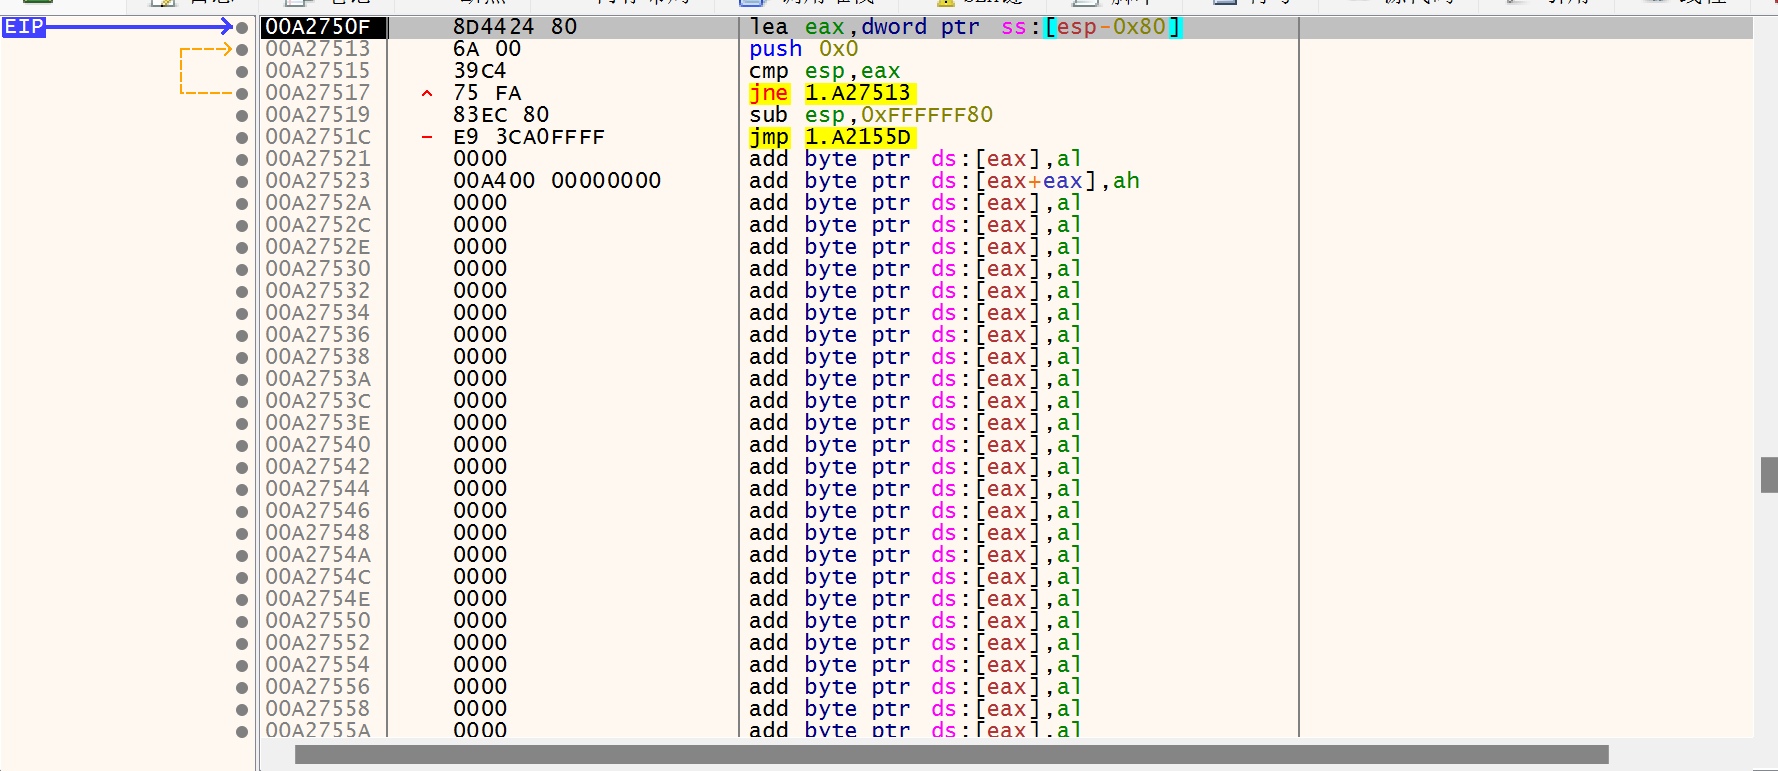 EIP 00A2750F 8D4424 80 lea eax,dword ptr ss:[esp-0x80]
00A27513 6A 00 push 0x0
00A27515 39C4 cmp esp,eax
00A27517 ^ 75 FA jne 1.A27513
00A27519 83EC 80 sub esp,0xFFFFFF80
00A2751C - E9 3CA0FFFF jmp 1.A2155D
00A27521 0000 add byte ptr ds:[eax],al
00A27523 00A400 00000000 add byte ptr ds:[eax+eax],ah
00A2752A 0000 add byte ptr ds:[eax],al
00A2752C 0000 add byte ptr ds:[eax],al
00A2752E 0000 add byte ptr ds:[eax],al
00A27530 0000 add byte ptr ds:[eax],al
00A27532 0000 add byte ptr ds:[eax],al
00A27534 0000 add byte ptr ds:[eax],al
00A27536 0000 add byte ptr ds:[eax],al
00A27538 0000 add byte ptr ds:[eax],al
00A2753A 0000 add byte ptr ds:[eax],al
00A2753C 0000 add byte ptr ds:[eax],al
00A2753E 0000 add byte ptr ds:[eax],al
00A27540 0000 add byte ptr ds:[eax],al
00A27542 0000 add byte ptr ds:[eax],al
00A27544 0000 add byte ptr ds:[eax],al
00A27546 0000 add byte ptr ds:[eax],al
00A27548 0000 add byte ptr ds:[eax],al
00A2754A 0000 add byte ptr ds:[eax],al
00A2754C 0000 add byte ptr ds:[eax],al
00A2754E 0000 add byte ptr ds:[eax],al
00A27550 0000 add byte ptr ds:[eax],al
00A27552 0000 add byte ptr ds:[eax],al
00A27554 0000 add byte ptr ds:[eax],al
00A27556 0000 add byte ptr ds:[eax],al
00A27558 0000 add byte ptr ds:[eax],al
00A2755A 0000 add byte ptr ds:[eax],al